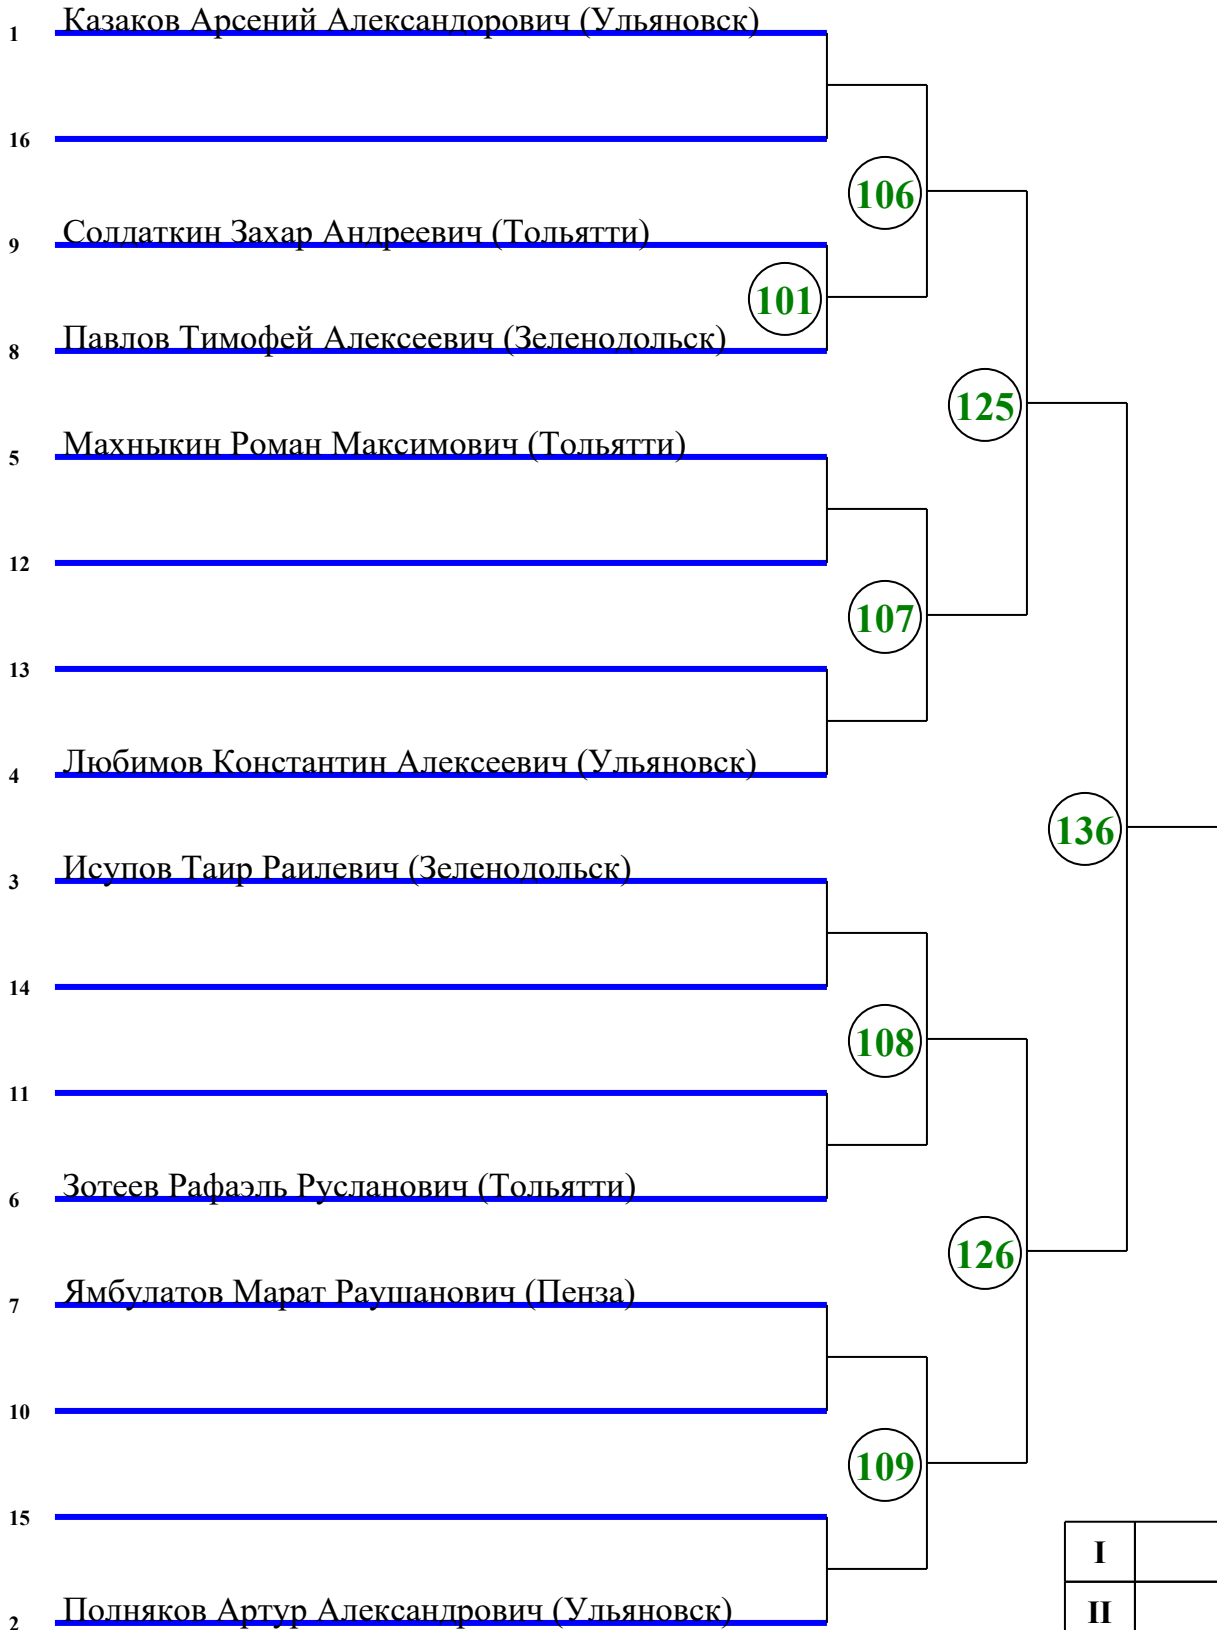 1 Казаков Арсений Александорович (Ульяновск)
16
106
9 Солдаткин Захар Андреевич (Тольятти)
101
8 Павлов Тимофей Алексеевич (Зеленодольск)
125
5 Махныкин Роман Максимович (Тольятти)
12
107
13
4 Любимов Константин Алексеевич (Ульяновск)
136
3 Исупов Таир Раилевич (Зеленодольск)
14
108
11
6 Зотеев Рафаэль Русланович (Тольятти)
126
7 Ямбулатов Марат Раушанович (Пенза)
10
109
15
I
2 Полняков Артур Александрович (Ульяновск)
II